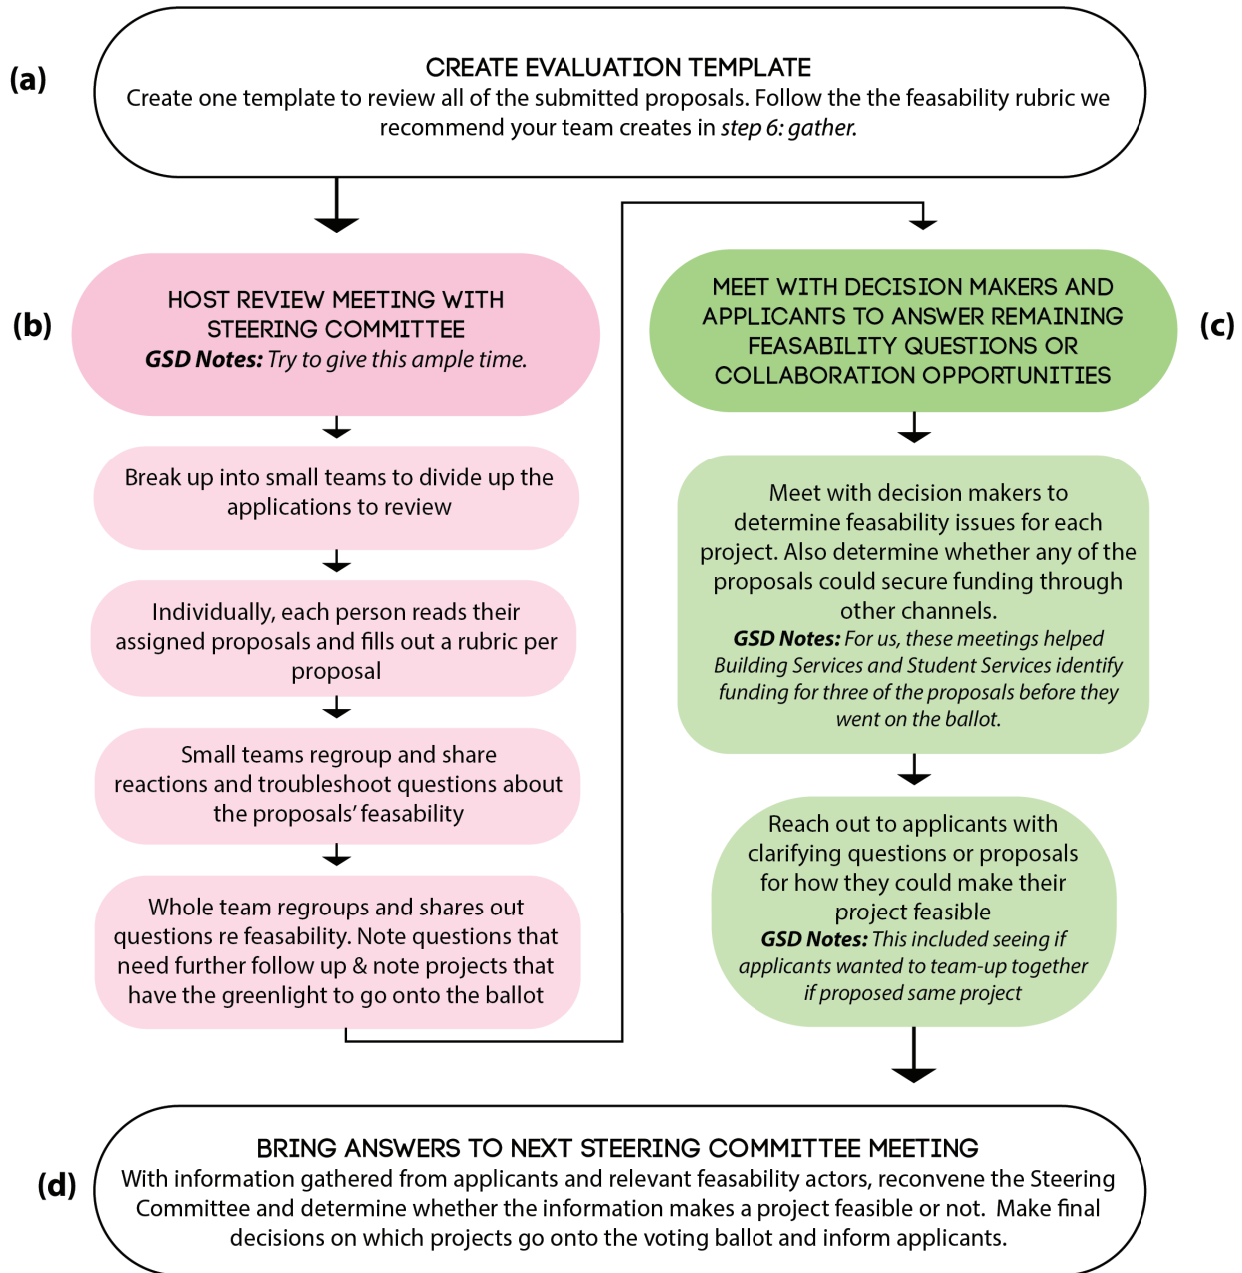 (a)
CREATE EVALUATION TEMPLATE
Create one template to review all of the submitted proposals. Follow the the feasability rubric we
recommend your team creates in step 6: gather.
(b)
HOST REVIEW MEETING WITH
STEERING COMMITTEE
GSD Notes: Try to give this ample time.
Break up into small teams to divide up the
applications to review
Individually, each person reads their
assigned proposals and fills out a rubric per
proposal
Small teams regroup and share
reactions and troubleshoot questions about
the proposals' feasability
Whole team regroups and shares out
questions re feasability. Note questions that
need further follow up & note projects that
have the greenlight to go onto the ballot
(c)
MEET WITH DECISION MAKERS AND
APPLICANTS TO ANSWER REMAINING
FEASABILITY QUESTIONS OR
COLLABORATION OPPORTUNITIES
Meet with decision makers to
determine feasability issues for each
project. Also determine whether any of the
proposals could secure funding through
other channels.
GSD Notes: For us, these meetings helped
Building Services and Student Services identify
funding for three of the proposals before they
went on the ballot.
Reach out to applicants with
clarifying questions or proposals
for how they could make their
project feasible
GSD Notes: This included seeing if
applicants wanted to team-up together
if proposed same project
(d)
BRING ANSWERS TO NEXT STEERING COMMITTEE MEETING
With information gathered from applicants and relevant feasability actors, reconvene the Steering
Committee and determine whether the information makes a project feasible or not. Make final
decisions on which projects go onto the voting ballot and inform applicants.